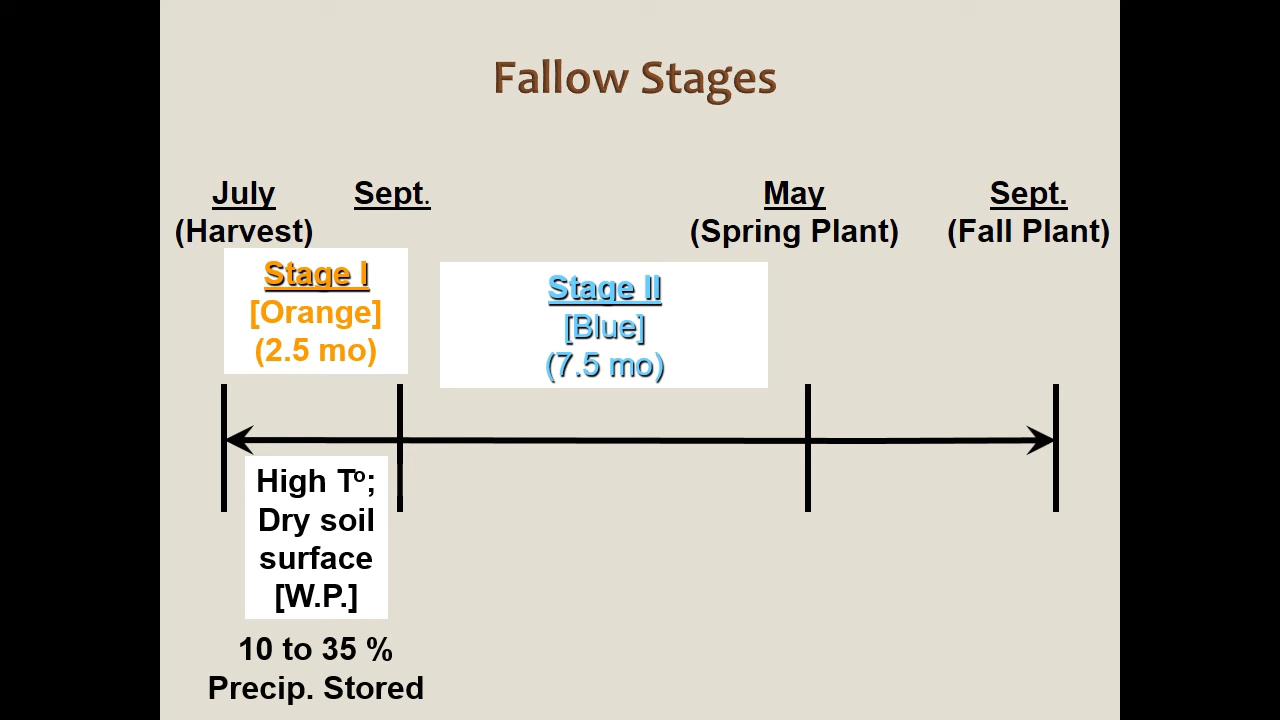 Fallow Stages
July
(Harvest)
Sept.
May
(Spring Plant)
Sept.
(Fall Plant)
Stage I
[Orange]
(2.5 mo)
Stage II
[Blue]
(7.5 mo)
High Tº;
Dry soil
surface
[W.P.]
10 to 35 %
Precip. Stored